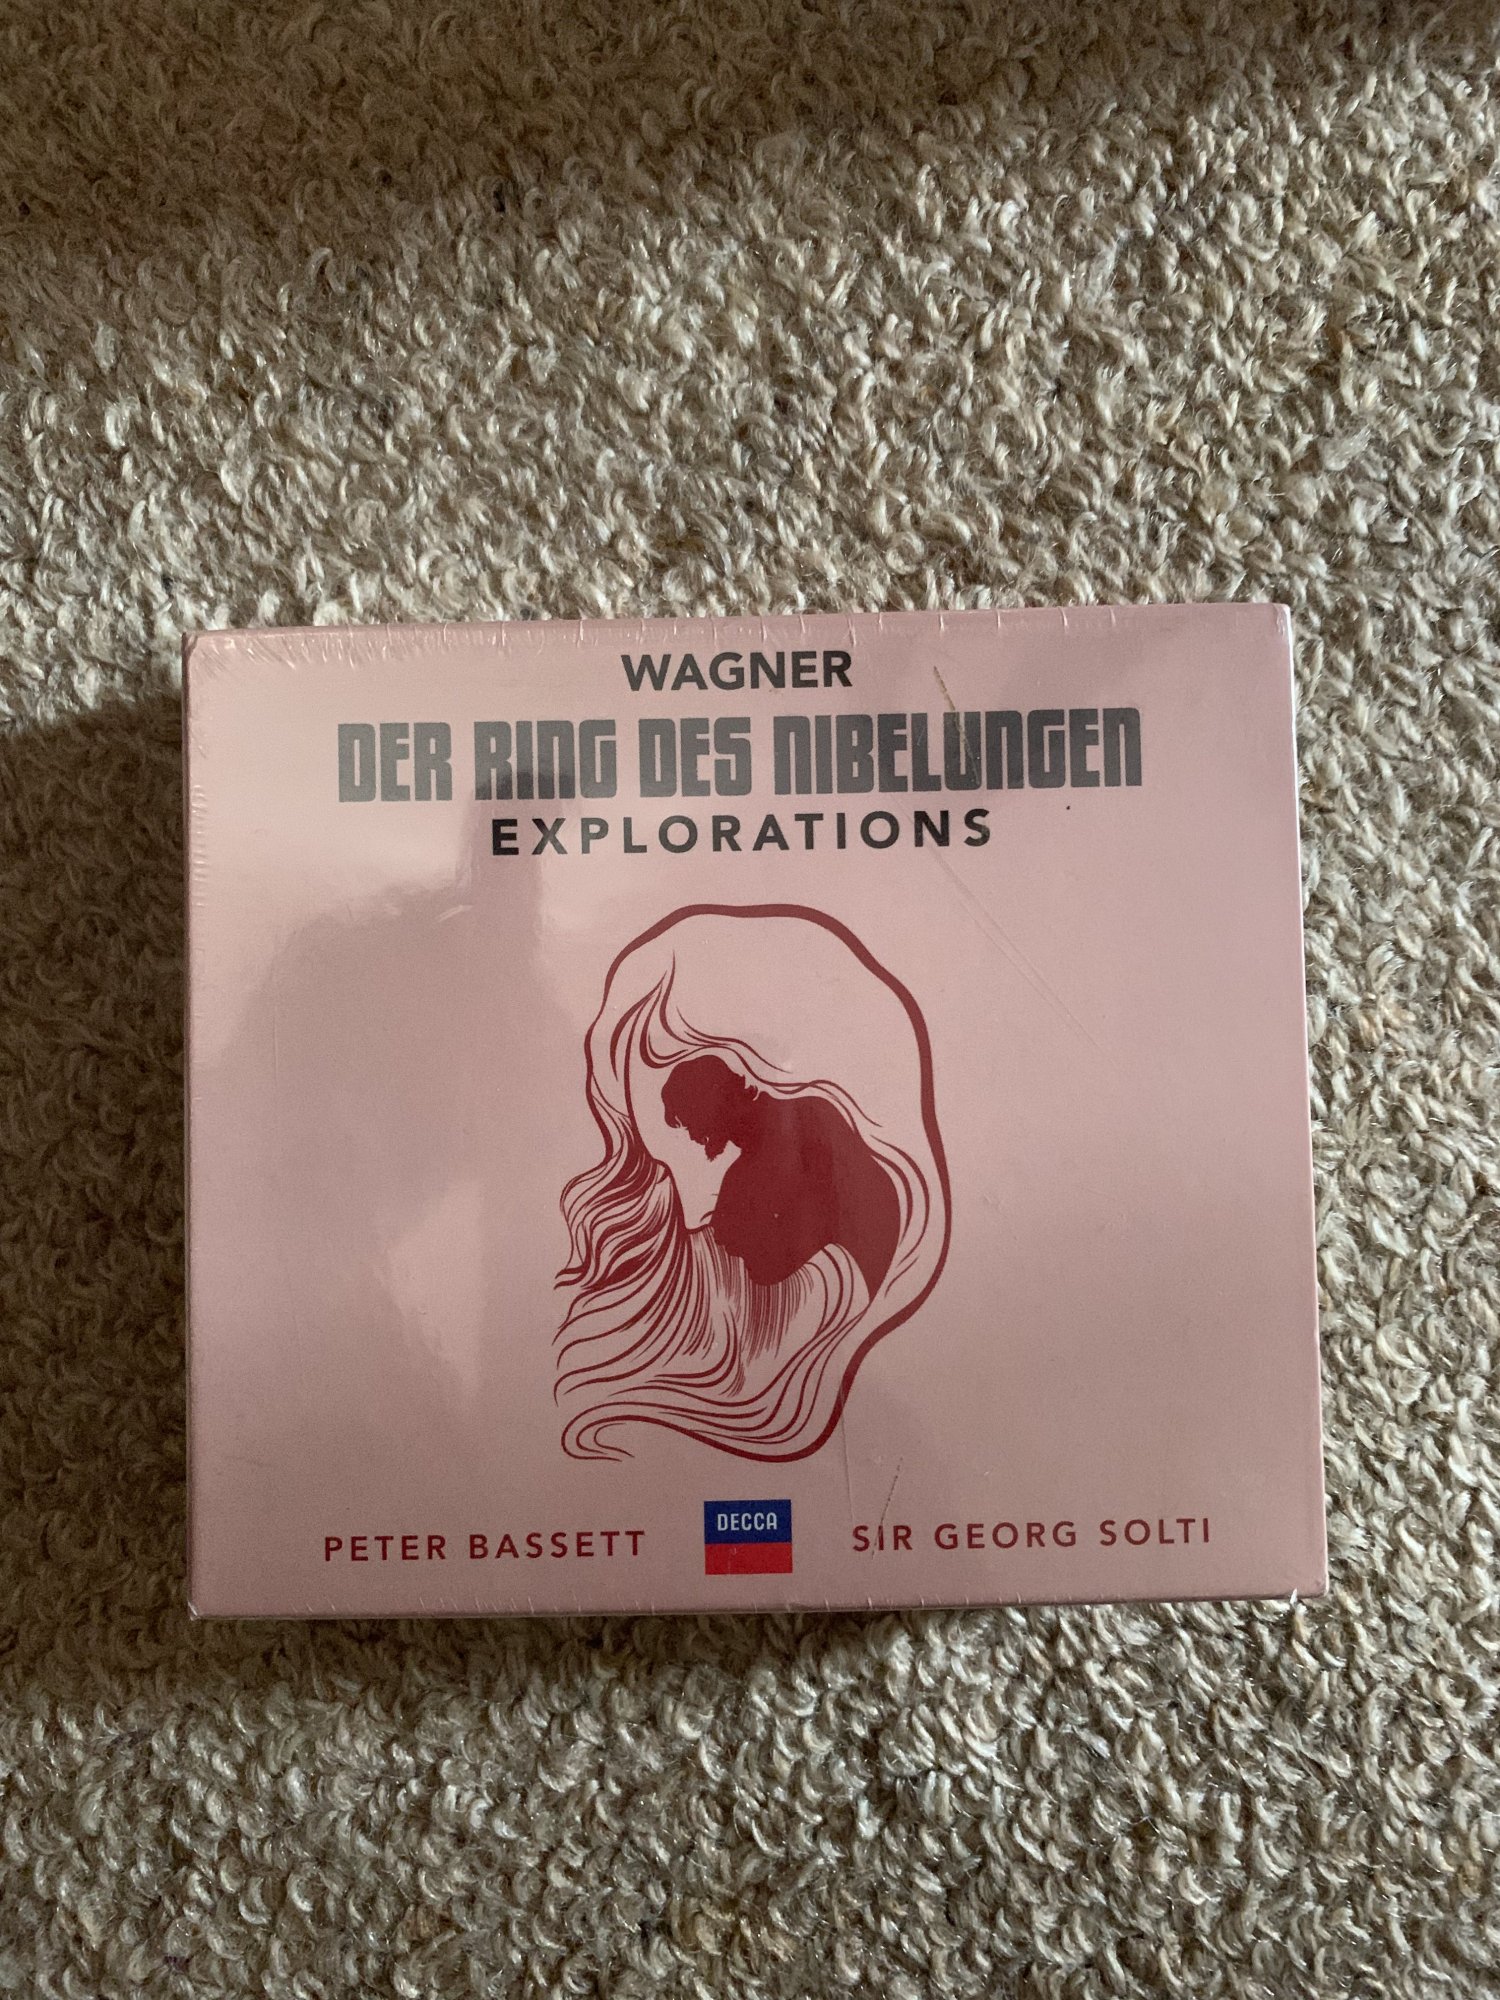 WAGNER
DER RING DES NIBELUNGEN
EXPLORATIONS
PETER BASSETT
DECCA
SIR GEORG SOLTI